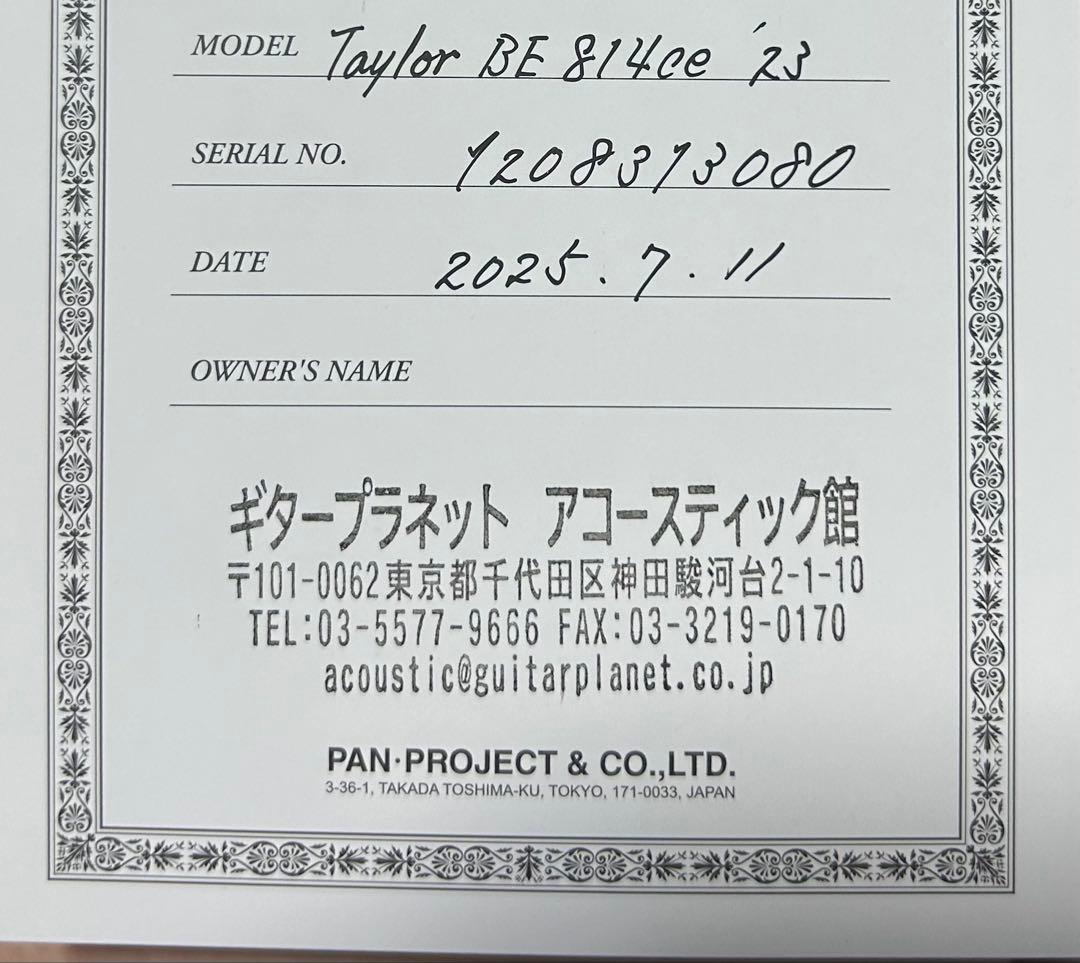 MODEL Taylor BE 814ce '23
SERIAL NO. 1208313080
DATE 2025.7.11
OWNER'S NAME
ギタープラネット アコースティック館
〒101-0062東京都千代田区神田駿河台2-1-10
TEL:03-5577-9666 FAX:03-3219-0170
acoustic@guitarplanet.co.jp
PAN·PROJECT & CO.,LTD.
3-36-1, TAKADA TOSHIMA-KU, TOKYO, 171-0033, JAPAN